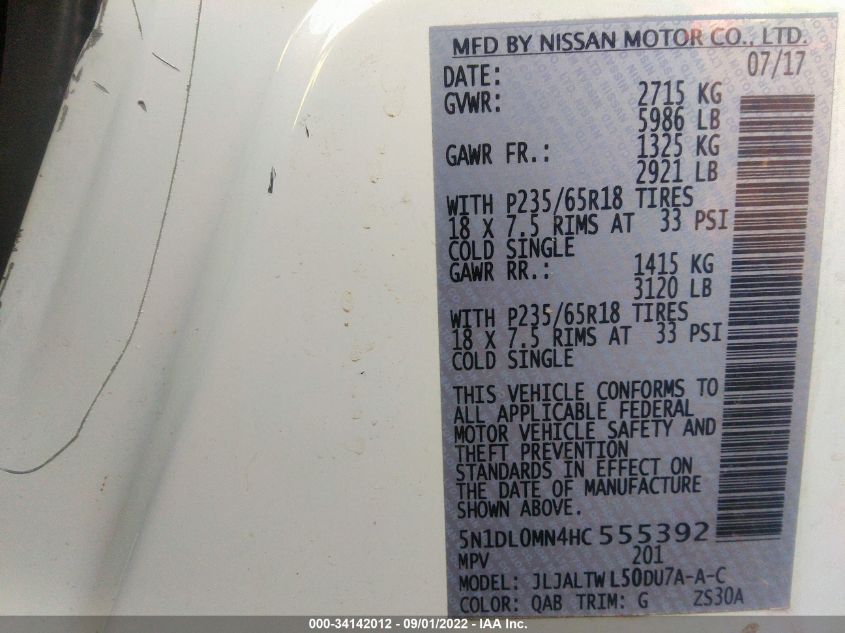 MFD BY NISSAN MOTOR CO., LTD.
DATE: 07/17
GVWR: 2715 KG
5986 LB
GAWR FR.: 1325 KG
2921 LB
WITH P235/65R18 TIRES
18 X 7.5 RIMS AT 33 PSI
COLD SINGLE
GAWR RR.: 1415 KG
3120 LB
WITH P235/65R18 TIRES
18 X 7.5 RIMS AT 33 PSI
COLD SINGLE
THIS VEHICLE CONFORMS TO
ALL APPLICABLE FEDERAL
MOTOR VEHICLE SAFETY AND
THEFT PREVENTION
STANDARDS IN EFFECT ON
THE DATE OF MANUFACTURE
SHOWN ABOVE.
5N1DL0MN4HC555392
MPV 201
MODEL: JLJALTWL50DU7A-A-C
COLOR: QAB TRIM: G ZS30A
000-34142012 - 09/01/2022 - IAA Inc.